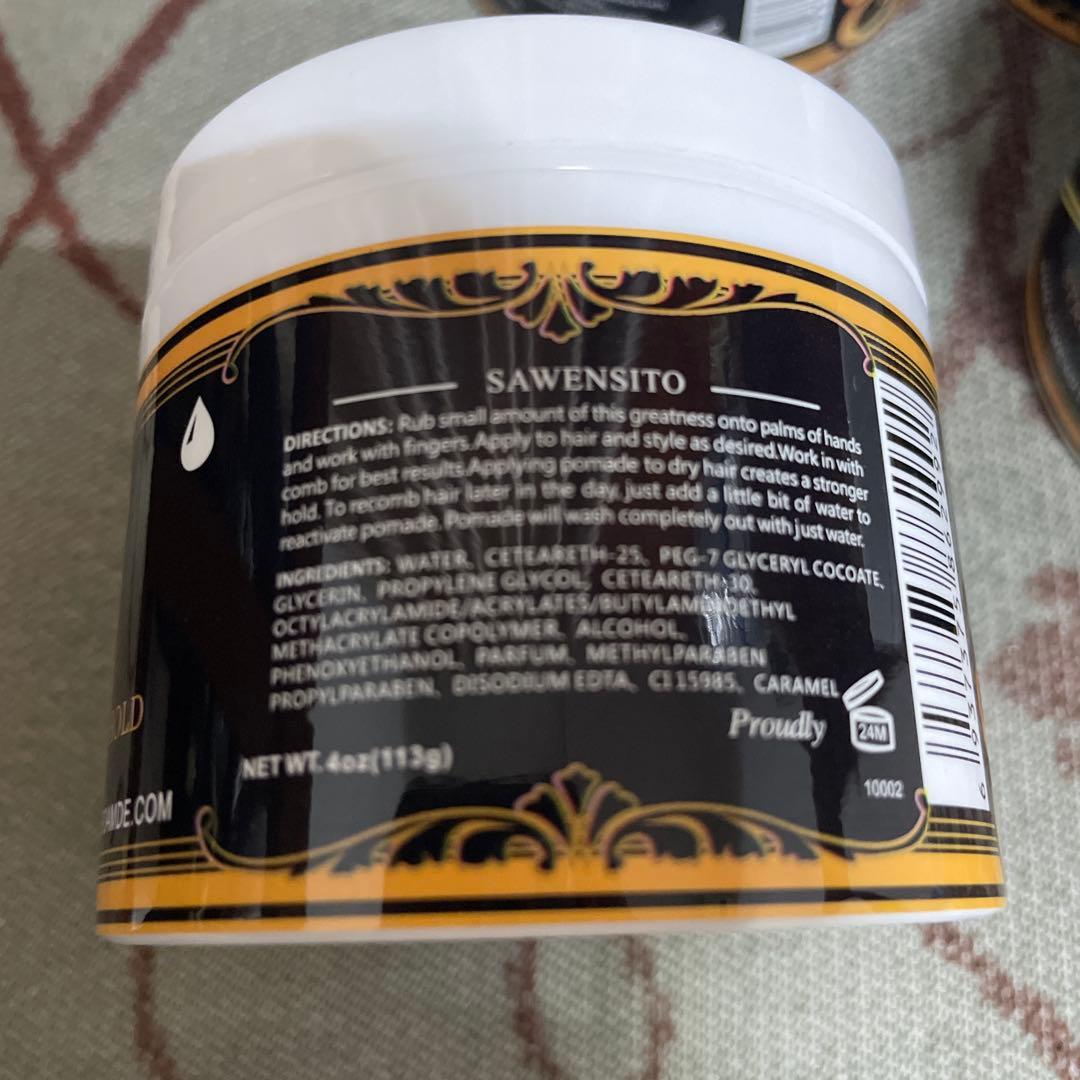 SAWENSITO
DIRECTIONS: Rub small amount of this greatness onto palms of hands
and work with fingers.Apply to hair and style as desired.Work in with
comb for best results.Applying pomade to dry hair creates a stronger
hold. To recomb hair later in the day, just add a little bit of water to
reactivate pomade. Pomade will wash completely out with just water.
INGREDIENTS: WATER, CETEARETH-25, PEG-7 GLYCERYL COCOATE,
GLYCERIN, PROPYLENE GLYCOL, CETEARETH-30,
OCTYLACRYLAMIDE/ACRYLATES/BUTYLAMINOETHYL
METHACRYLATE COPOLYMER, ALCOHOL,
PHENOXYETHANOL, PARFUM, METHYLPARABEN
PROPYLPARABEN, DISODIUM EDTA, CI 15985, CARAMEL
Proudly
24M
NET WT.4oz(113g)
10002
OLD
AMDE.COM